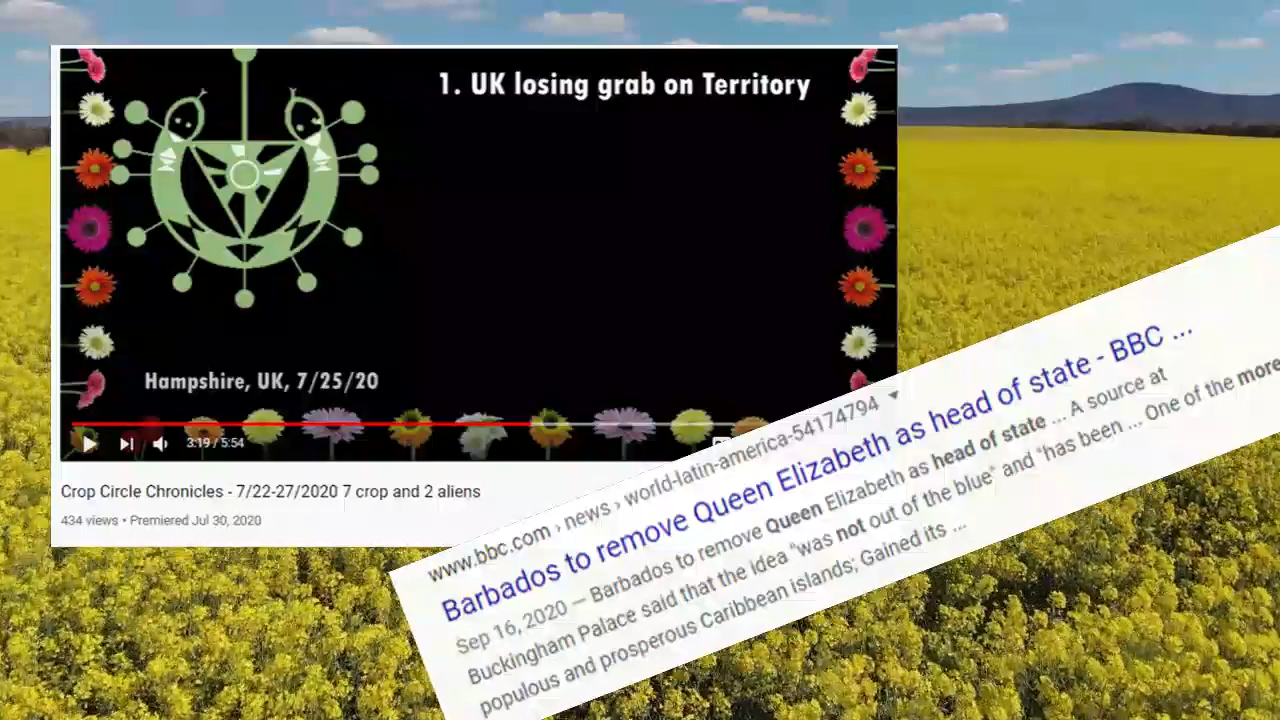 1. UK losing grab on Territory
Hampshire, UK, 7/25/20
3:19 / 5:54
Crop Circle Chronicles - 7/22-27/2020 7 crop and 2 aliens
434 views • Premiered Jul 30, 2020
www.bbc.com › news › world-latin-america-54174794
Barbados to remove Queen Elizabeth as head of state - BBC ...
Sep 16, 2020 — Barbados to remove Queen Elizabeth as head of state ... A source at
Buckingham Palace said that the idea "was not out of the blue" and "has been ... One of the more
populous and prosperous Caribbean islands; Gained its ...